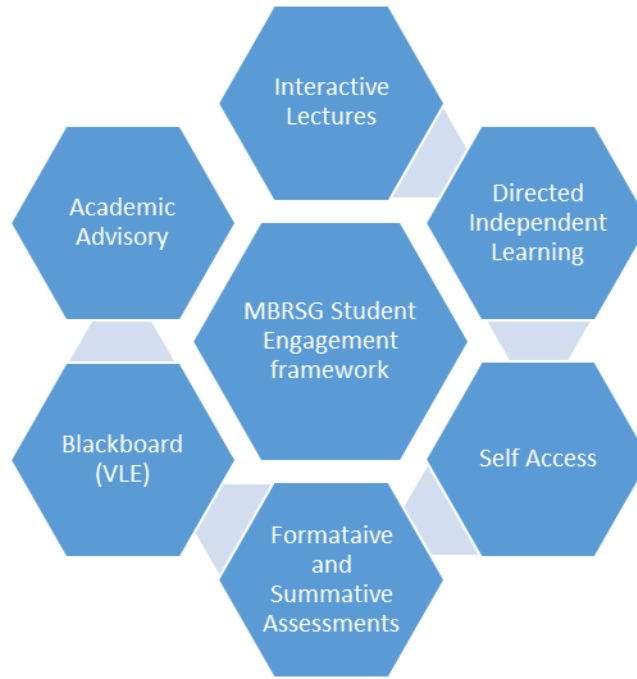 Interactive
Lectures
Directed
Independent
Learning
Academic
Advisory
MBRSG Student
Engagement
framework
Self Access
Blackboard
(VLE)
Formataive
and
Summative
Assessments